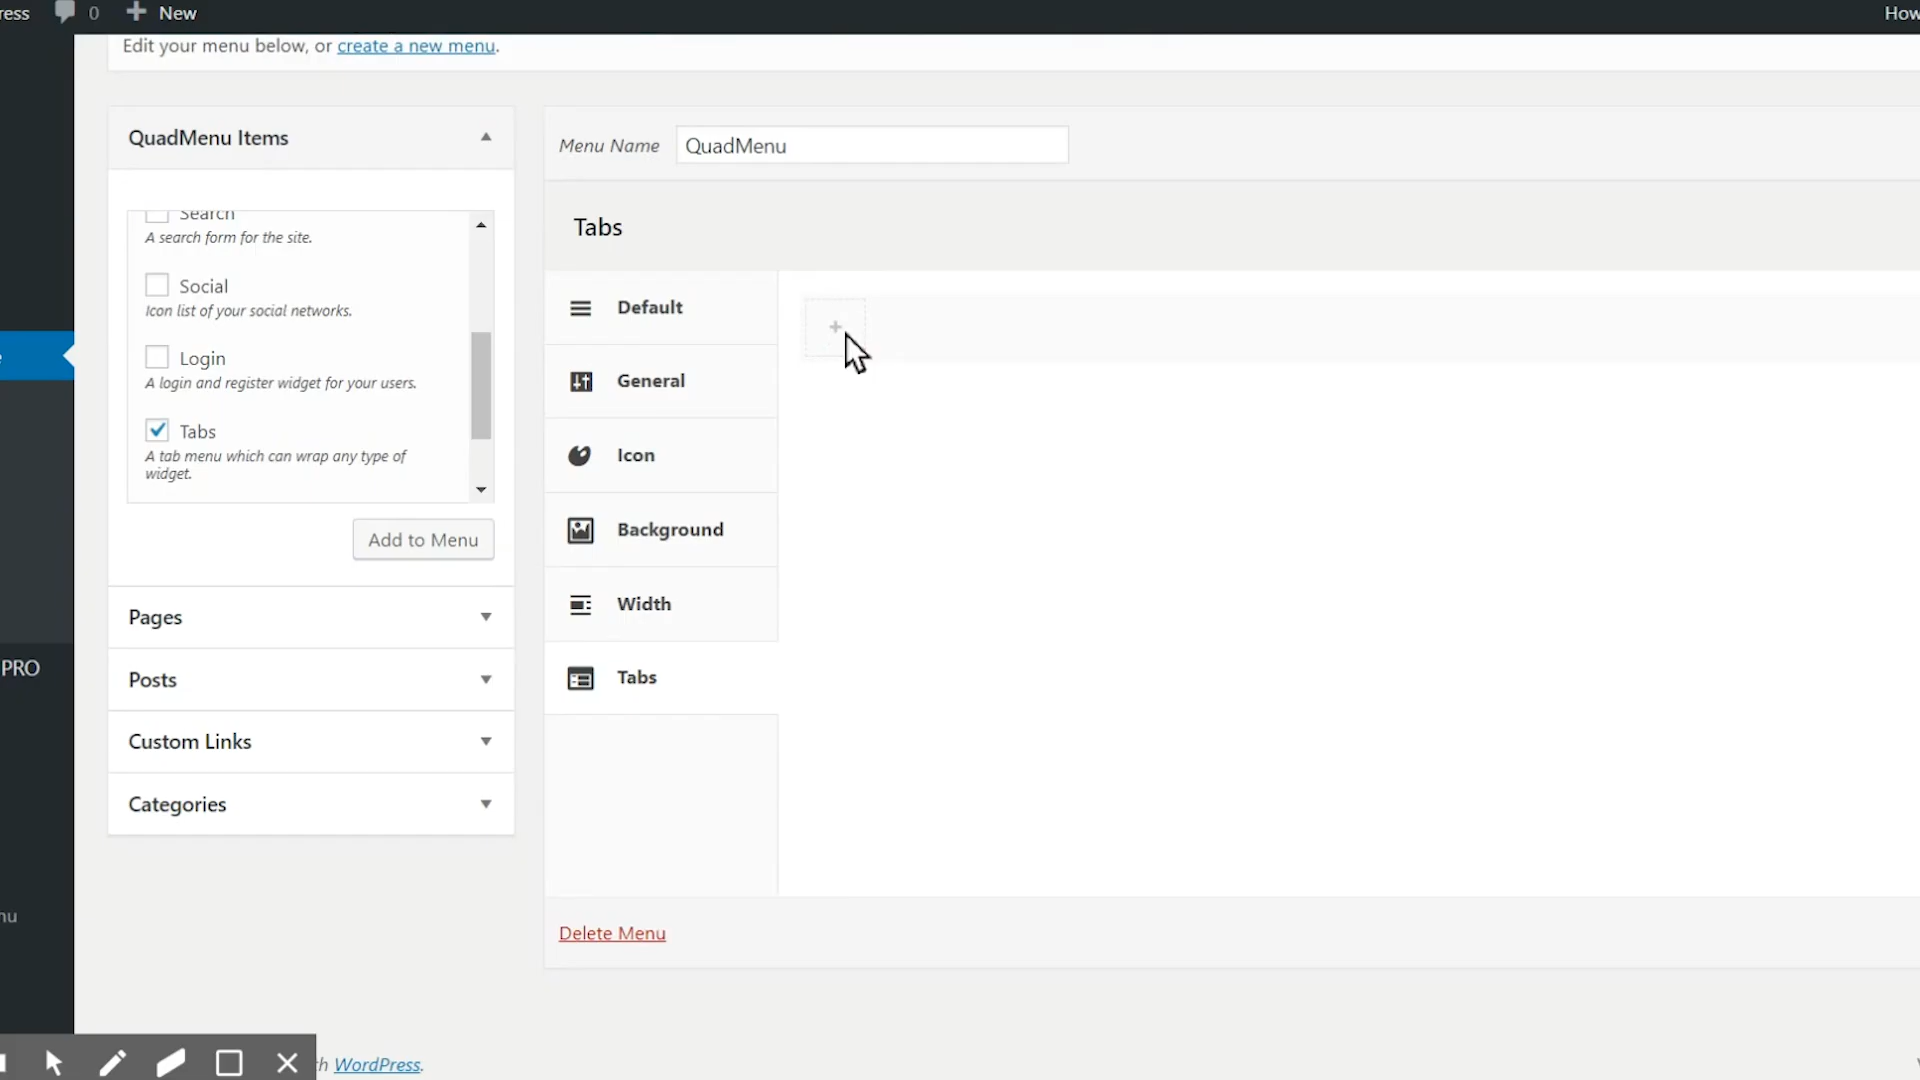 ress 0 New How
Edit your menu below, or create a new menu.
QuadMenu Items
Menu Name QuadMenu
Search
A search form for the site.
Social
Icon list of your social networks.
Login
A login and register widget for your users.
Tabs
A tab menu which can wrap any type of
widget.
Add to Menu
Pages
Posts
Custom Links
Categories
Tabs
Default
General
Icon
Background
Width
Tabs
Delete Menu
PRO
nu
th WordPress.